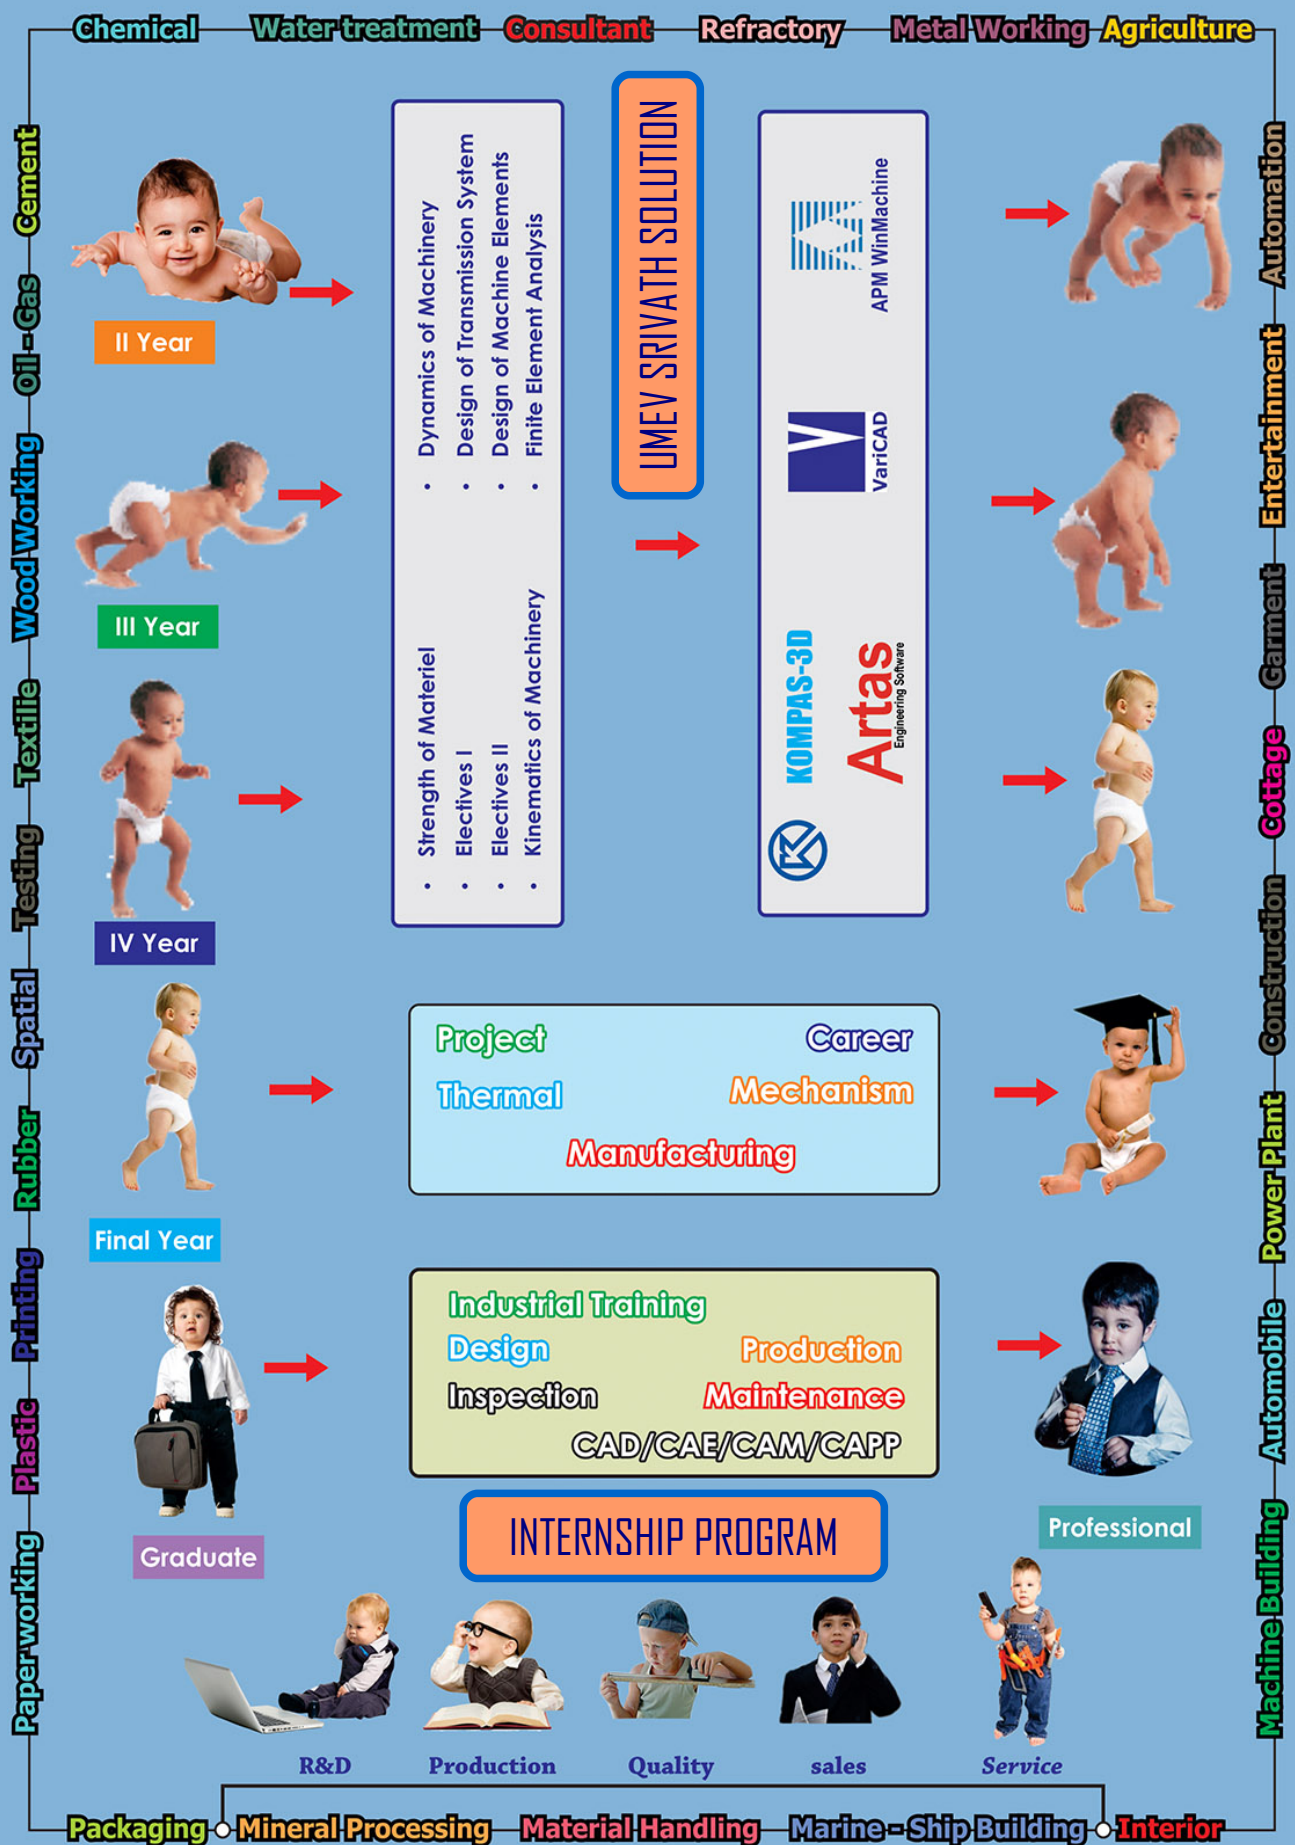 Chemical
Water treatment
Consultant
Refractory
Metal Working
Agriculture
Cement
Oil - Gas
Wood Working
Textilie
Testing
Spatial
Rubber
Printing
Plastic
Paper working
II Year
III Year
IV Year
Final Year
Graduate
• Dynamics of Machinery
• Design of Transmission System
• Design of Machine Elements
• Finite Element Analysis
• Strength of Materiel
• Electives I
• Electives II
• Kinematics of Machinery
UMEV SRIVATH SOLUTION
APM WinMachine
VariCAD
KOMPAS-3D
Artas
Engineering Software
Project
Career
Thermal
Mechanism
Manufacturing
Industrial Training
Design
Production
Inspection
Maintenance
CAD/CAE/CAM/CAPP
INTERNSHIP PROGRAM
Professional
Automation
Entertainment
Garment
Cottage
Construction
Power Plant
Automobile
Machine Building
R&D
Production
Quality
sales
Service
Packaging
Mineral Processing
Material Handling
Marine - Ship Building
Interior